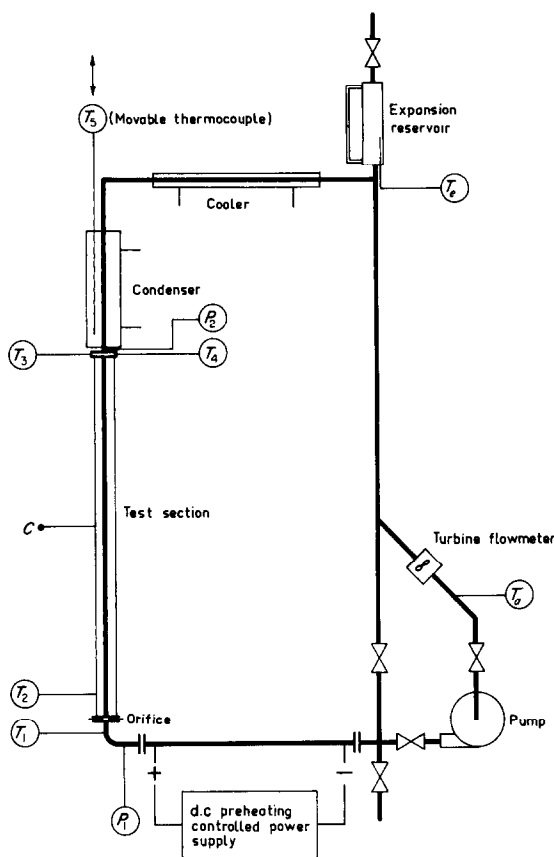 T5 (Movable thermocouple)
Expansion
reservoir
Te
Cooler
Condenser
P2
T3
T4
C
Test section
Turbine flowmeter
Ta
T2
Orifice
T1
Pump
+
−
P1
d.c preheating
controlled power
supply